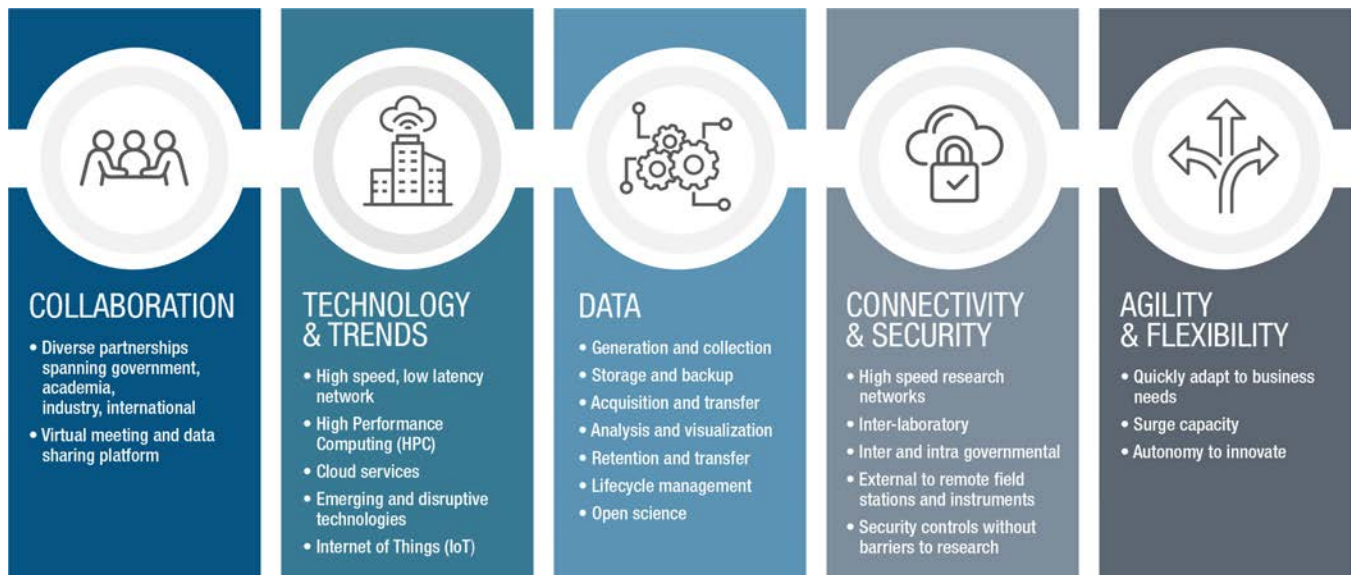 COLLABORATION
• Diverse partnerships
spanning government,
academia,
industry, international
• Virtual meeting and data
sharing platform
TECHNOLOGY
& TRENDS
• High speed, low latency
network
• High Performance
Computing (HPC)
• Cloud services
• Emerging and disruptive
technologies
• Internet of Things (IoT)
DATA
• Generation and collection
• Storage and backup
• Acquisition and transfer
• Analysis and visualization
• Retention and transfer
• Lifecycle management
• Open science
CONNECTIVITY
& SECURITY
• High speed research
networks
• Inter-laboratory
• Inter and intra governmental
• External to remote field
stations and instruments
• Security controls without
barriers to research
AGILITY
& FLEXIBILITY
• Quickly adapt to business
needs
• Surge capacity
• Autonomy to innovate